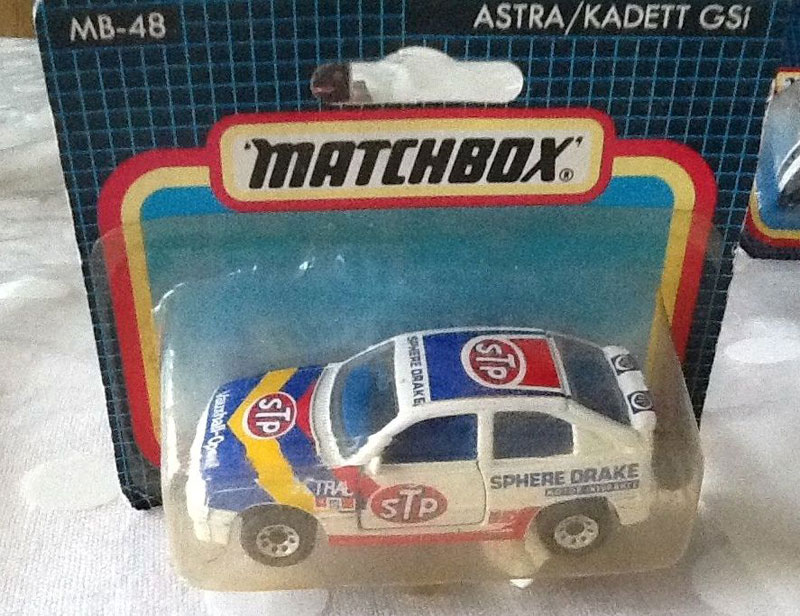 MB-48
ASTRA/KADETT GSi
'MATCHBOX'®
SPHERE DRAKE
STP
STP
Vauxhall-Opel
STP
SPHERE DRAKE